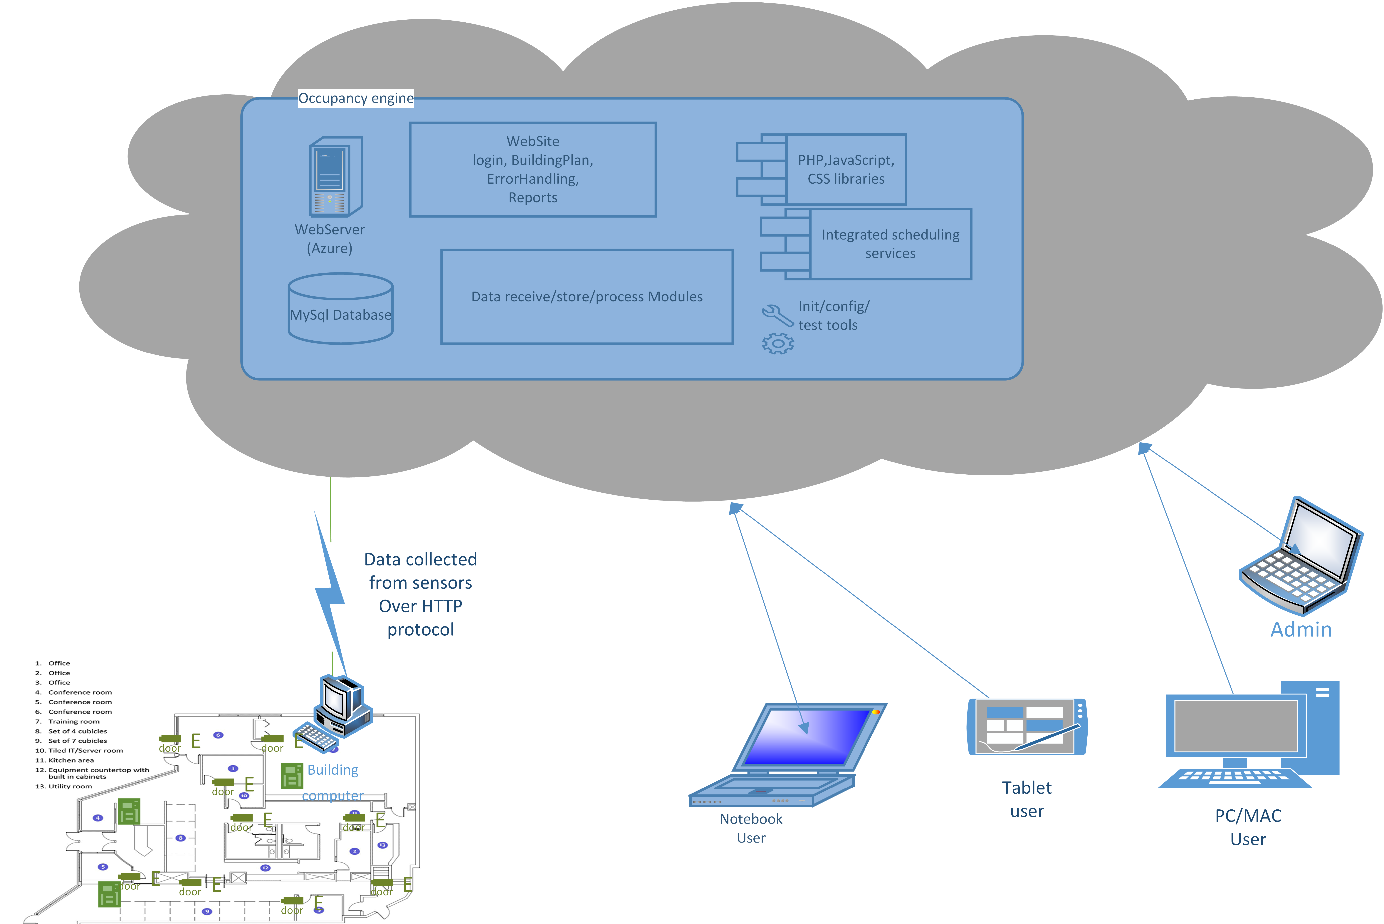 Occupancy engine
WebSite
login, BuildingPlan,
ErrorHandling,
Reports
PHP,JavaScript,
CSS libraries
WebServer
(Azure)
Integrated scheduling
services
MySql Database
Data receive/store/process Modules
Init/config/
test tools
Data collected
from sensors
Over HTTP
protocol
Admin
1. Office
2. Office
3. Office
4. Conference room
5. Conference room
6. Conference room
7. Training room
8. Set of 4 cubicles
9. Set of 7 cubicles
10. Tiled IT/Server room
11. Kitchen area
12. Equipment countertop with
built in cabinets
13. Utility room
door E
door E
6
Building
computer
door E
door E
door E
4
8
door E
door E
door E
door E
9
Notebook
User
Tablet
user
PC/MAC
User